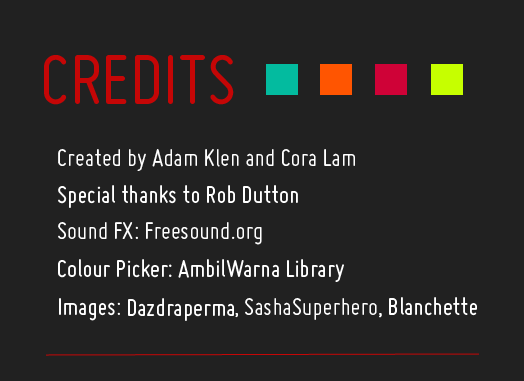 CREDITS
Created by Adam Klen and Cora Lam
Special thanks to Rob Dutton
Sound FX: Freesound.org
Colour Picker: AmbilWarna Library
Images: Dazdraperma, SashaSuperhero, Blanchette